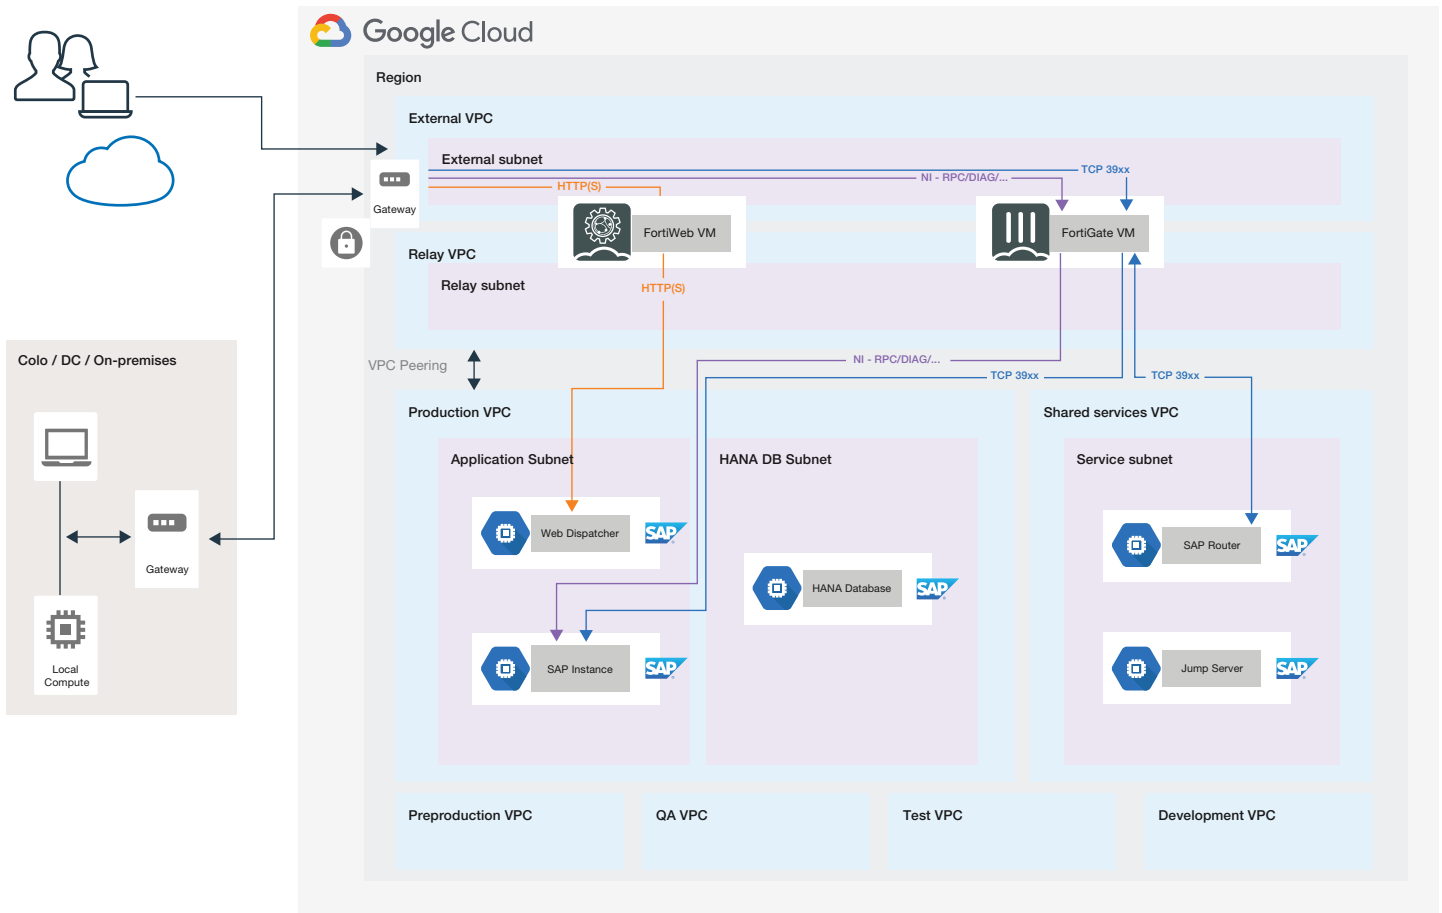 Google Cloud
Region
External VPC
External subnet
TCP 39xx
NI - RPC/DIAG/...
HTTP(S)
Gateway
FortiWeb VM
FortiGate VM
Relay VPC
Relay subnet
HTTP(S)
Colo / DC / On-premises
VPC Peering
NI - RPC/DIAG/...
TCP 39xx
TCP 39xx
Production VPC
Shared services VPC
Application Subnet
HANA DB Subnet
Service subnet
Web Dispatcher
SAP
SAP Router
SAP
Gateway
HANA Database
SAP
Local
Compute
SAP Instance
SAP
Jump Server
SAP
Preproduction VPC
QA VPC
Test VPC
Development VPC